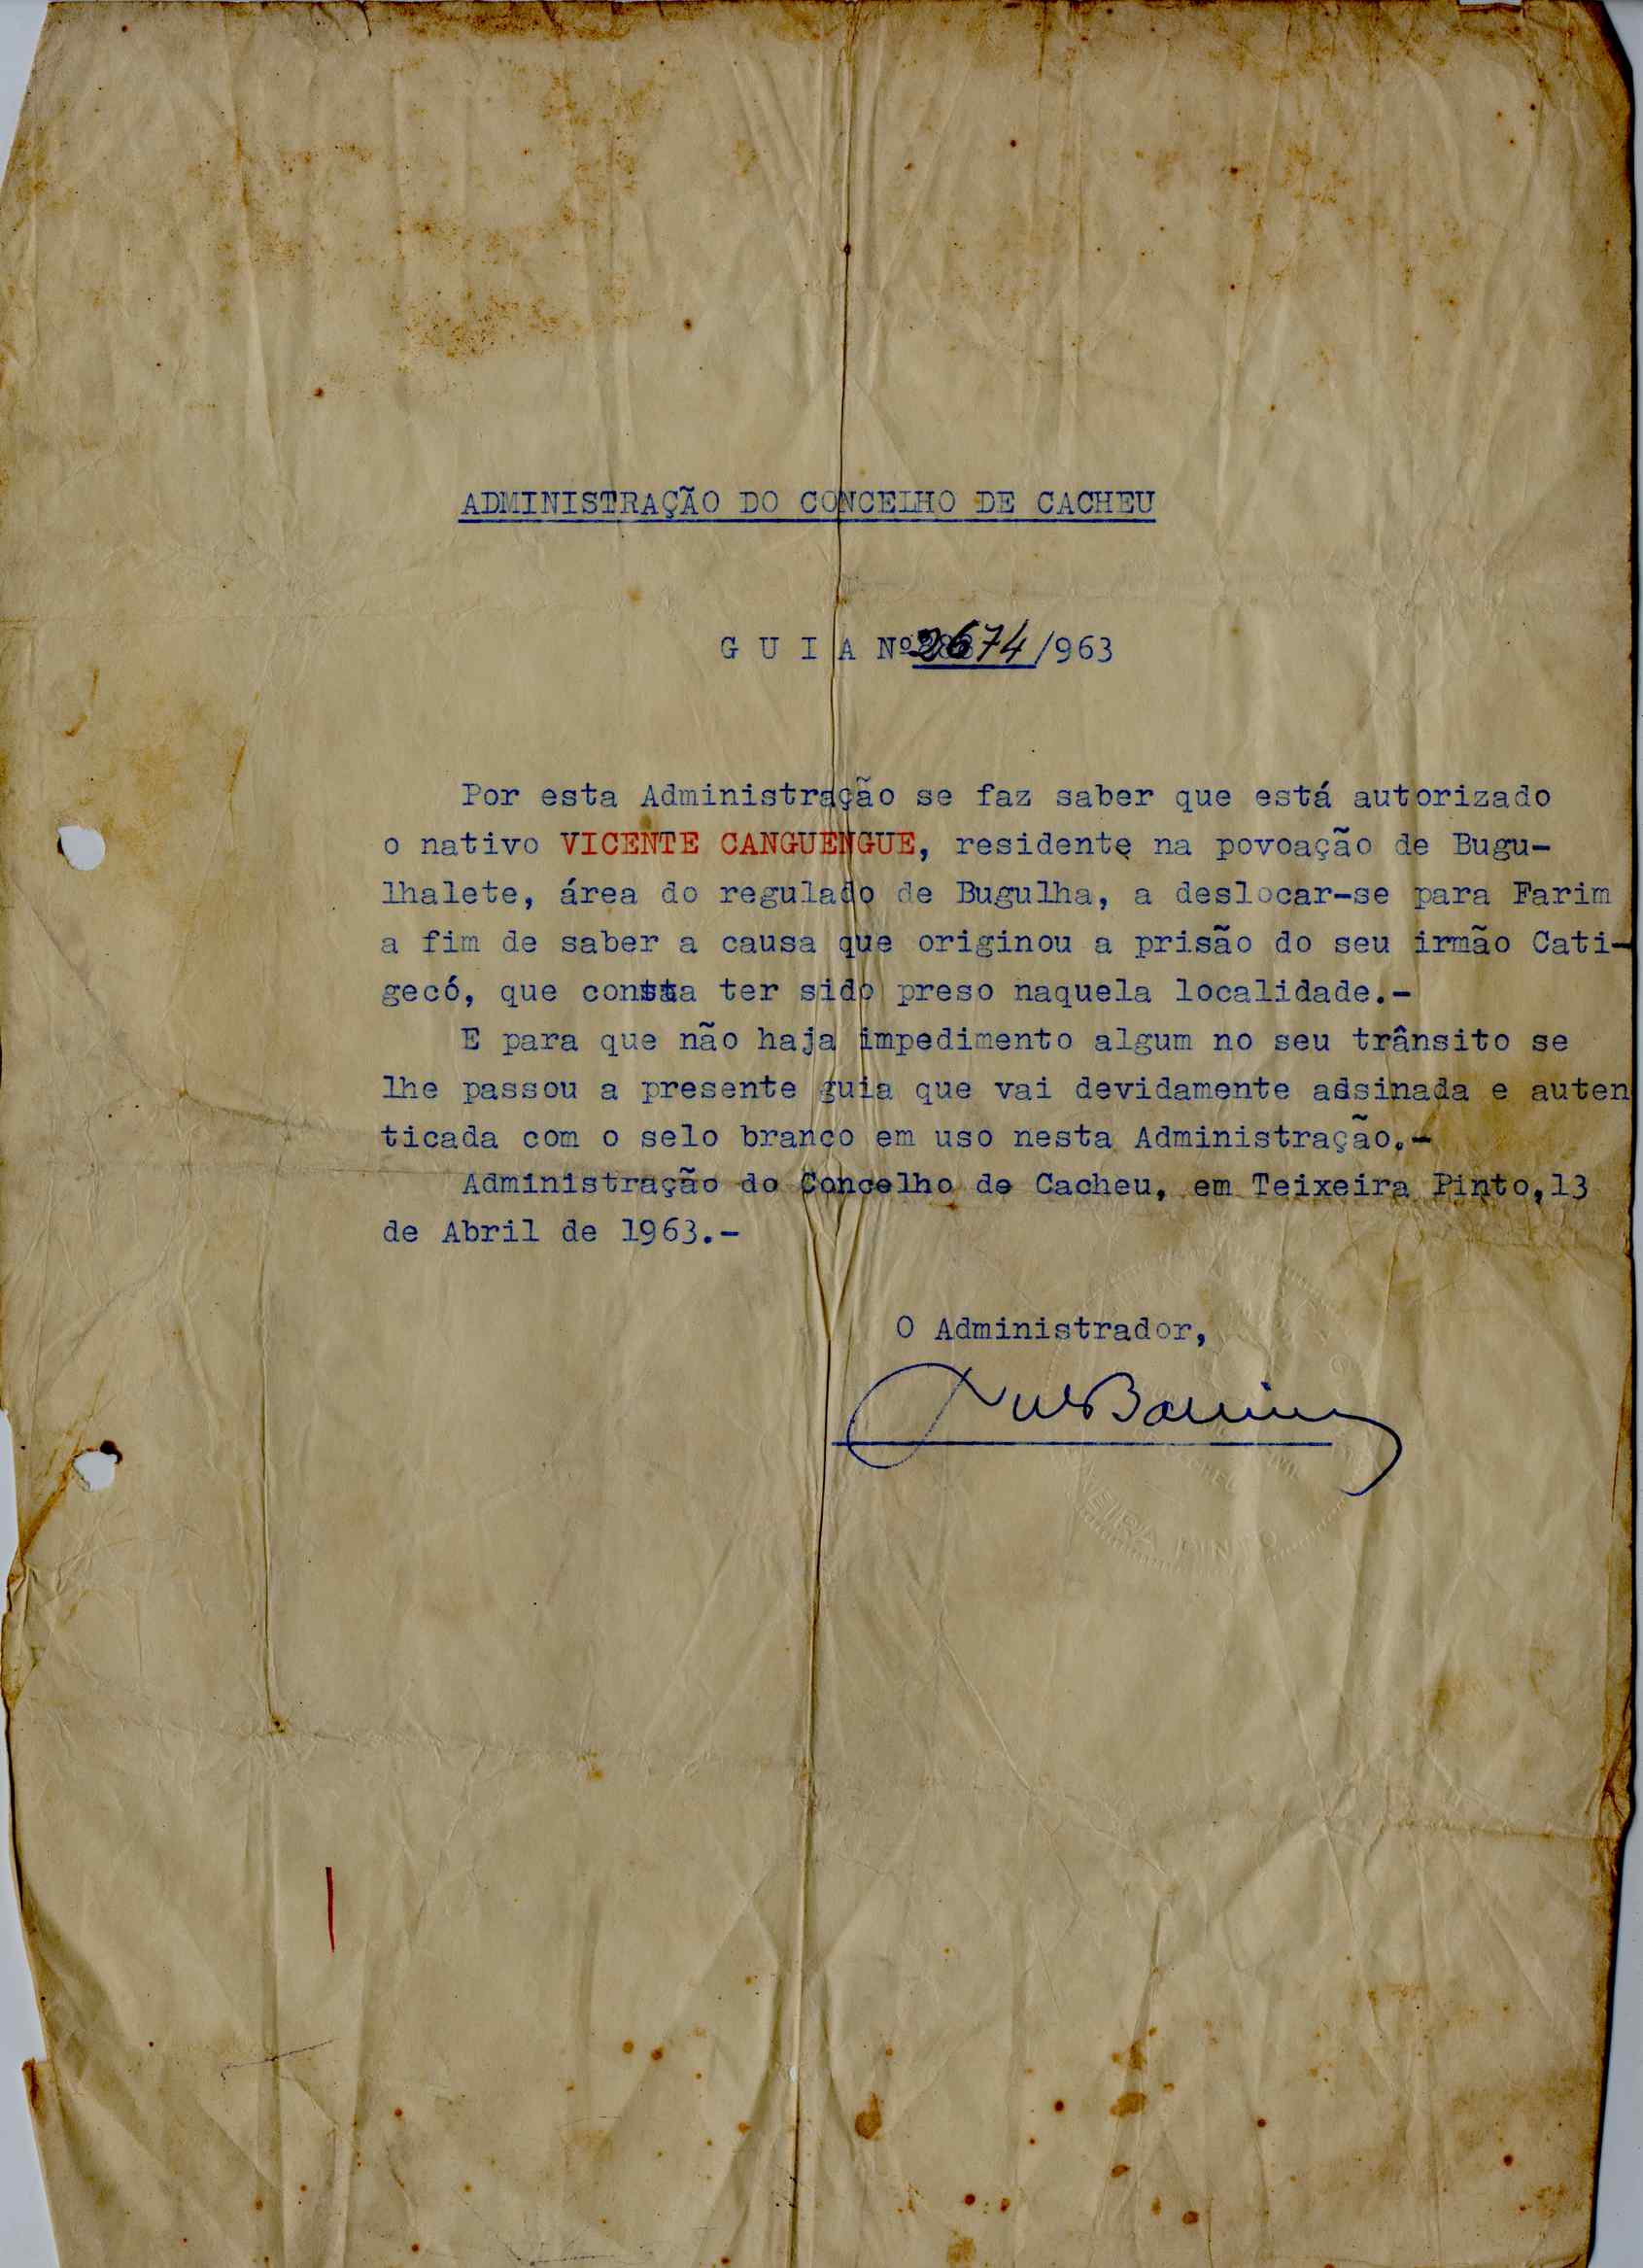 ADMINISTRAÇÃO DO CONCELHO DE CACHEU
G U I A Nº 2674/963
Por esta Administração se faz saber que está autorizado
o nativo VICENTE CANGUENGUE, residente na povoação de Bugu-
lhalete, área do regulado de Bugulha, a deslocar-se para Farim
a fim de saber a causa que originou a prisão do seu irmão Cati-
gecó, que consta ter sido preso naquela localidade.-
E para que não haja impedimento algum no seu trânsito se
lhe passou a presente guia que vai devidamente assinada e auten
ticada com o selo branco em uso nesta Administração.-
Administração do Concelho de Cacheu, em Teixeira Pinto,13
de Abril de 1963.-
O Administrador,
CACHEU
TEIXEIRA PINTO